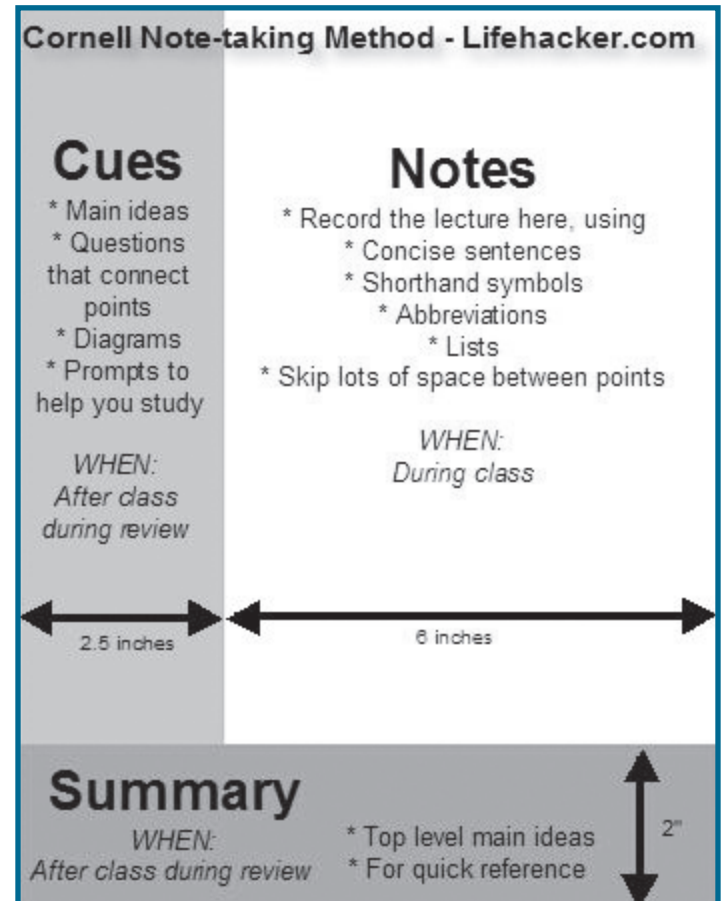 Cornell Note-taking Method - Lifehacker.com
Cues
* Main ideas
* Questions
that connect
points
* Diagrams
* Prompts to
help you study
WHEN:
After class
during review
Notes
* Record the lecture here, using
* Concise sentences
* Shorthand symbols
* Abbreviations
* Lists
* Skip lots of space between points
WHEN:
During class
2.5 inches
6 inches
Summary
WHEN:
After class during review
* Top level main ideas
* For quick reference
2"